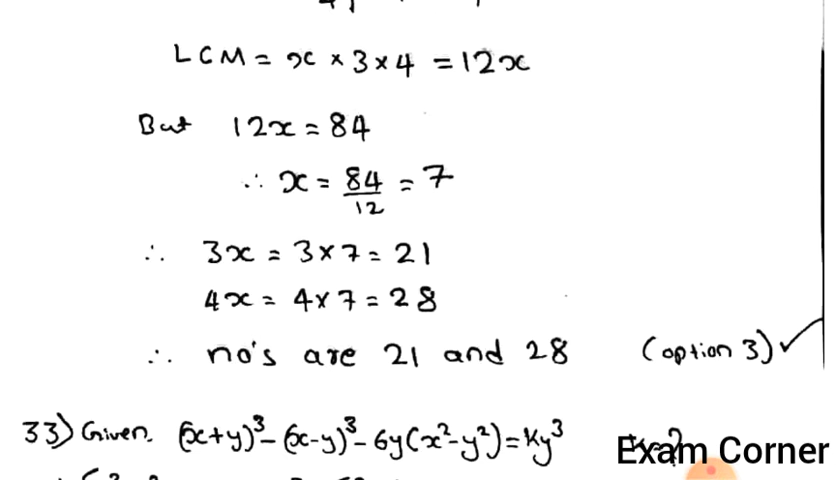 LCM = x × 3 × 4 = 12x
But 12x = 84
∴ x = 84/12 = 7
∴ 3x = 3×7 = 21
4x = 4×7 = 28
∴ no's are 21 and 28 (option 3) ✓
33) Given (x+y)³ - (x-y)³ - 6y(x²-y²) = Ky³
Exam Corner